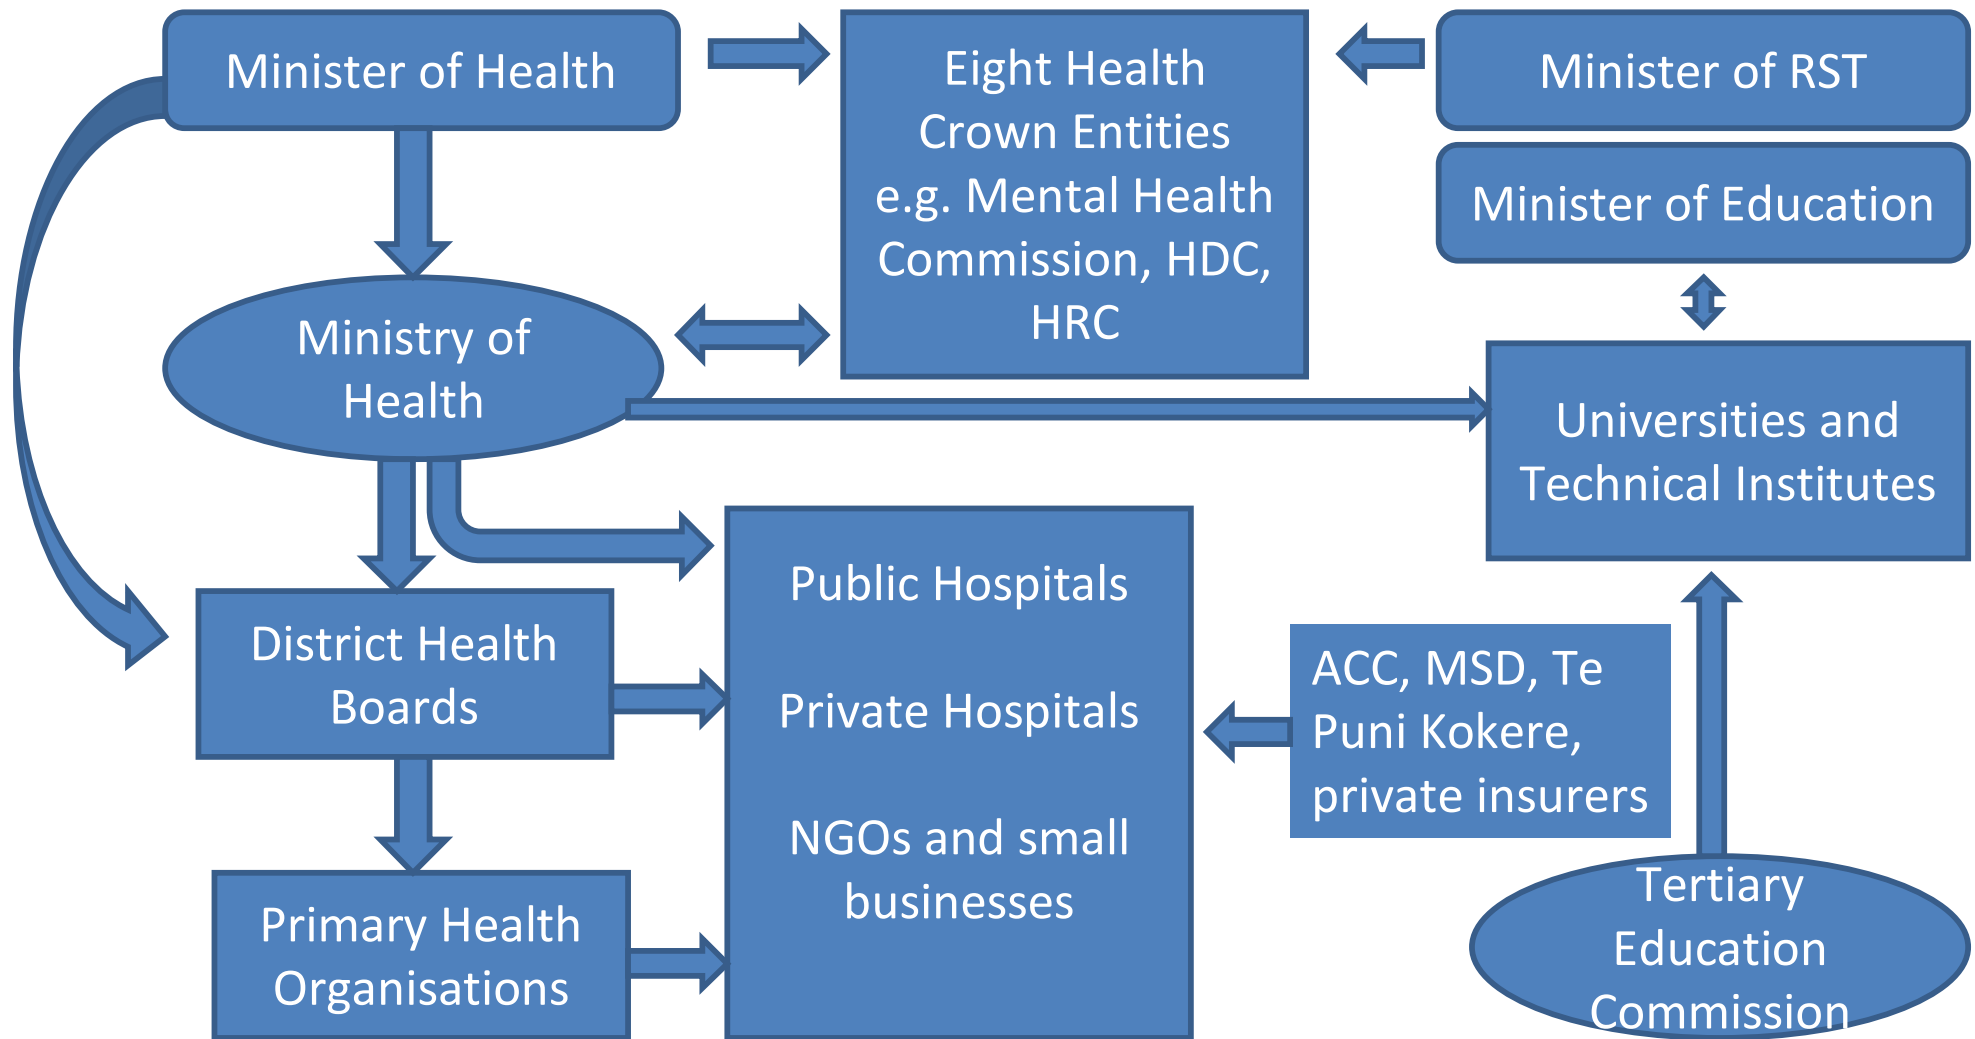 Minister of Health
Eight Health
Crown Entities
e.g. Mental Health
Commission, HDC,
HRC
Minister of RST
Minister of Education
Ministry of
Health
Universities and
Technical Institutes
Public Hospitals
Private Hospitals
NGOs and small
businesses
District Health
Boards
ACC, MSD, Te
Puni Kokere,
private insurers
Primary Health
Organisations
Tertiary
Education
Commission